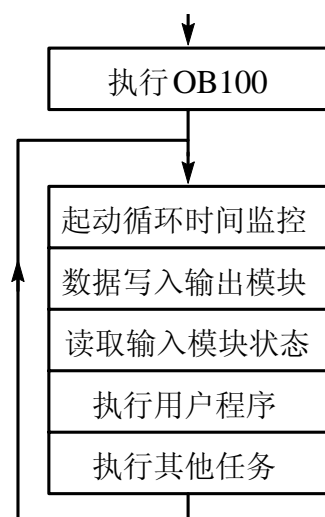 执行OB100
起动循环时间监控
数据写入输出模块
读取输入模块状态
执行用户程序
执行其他任务